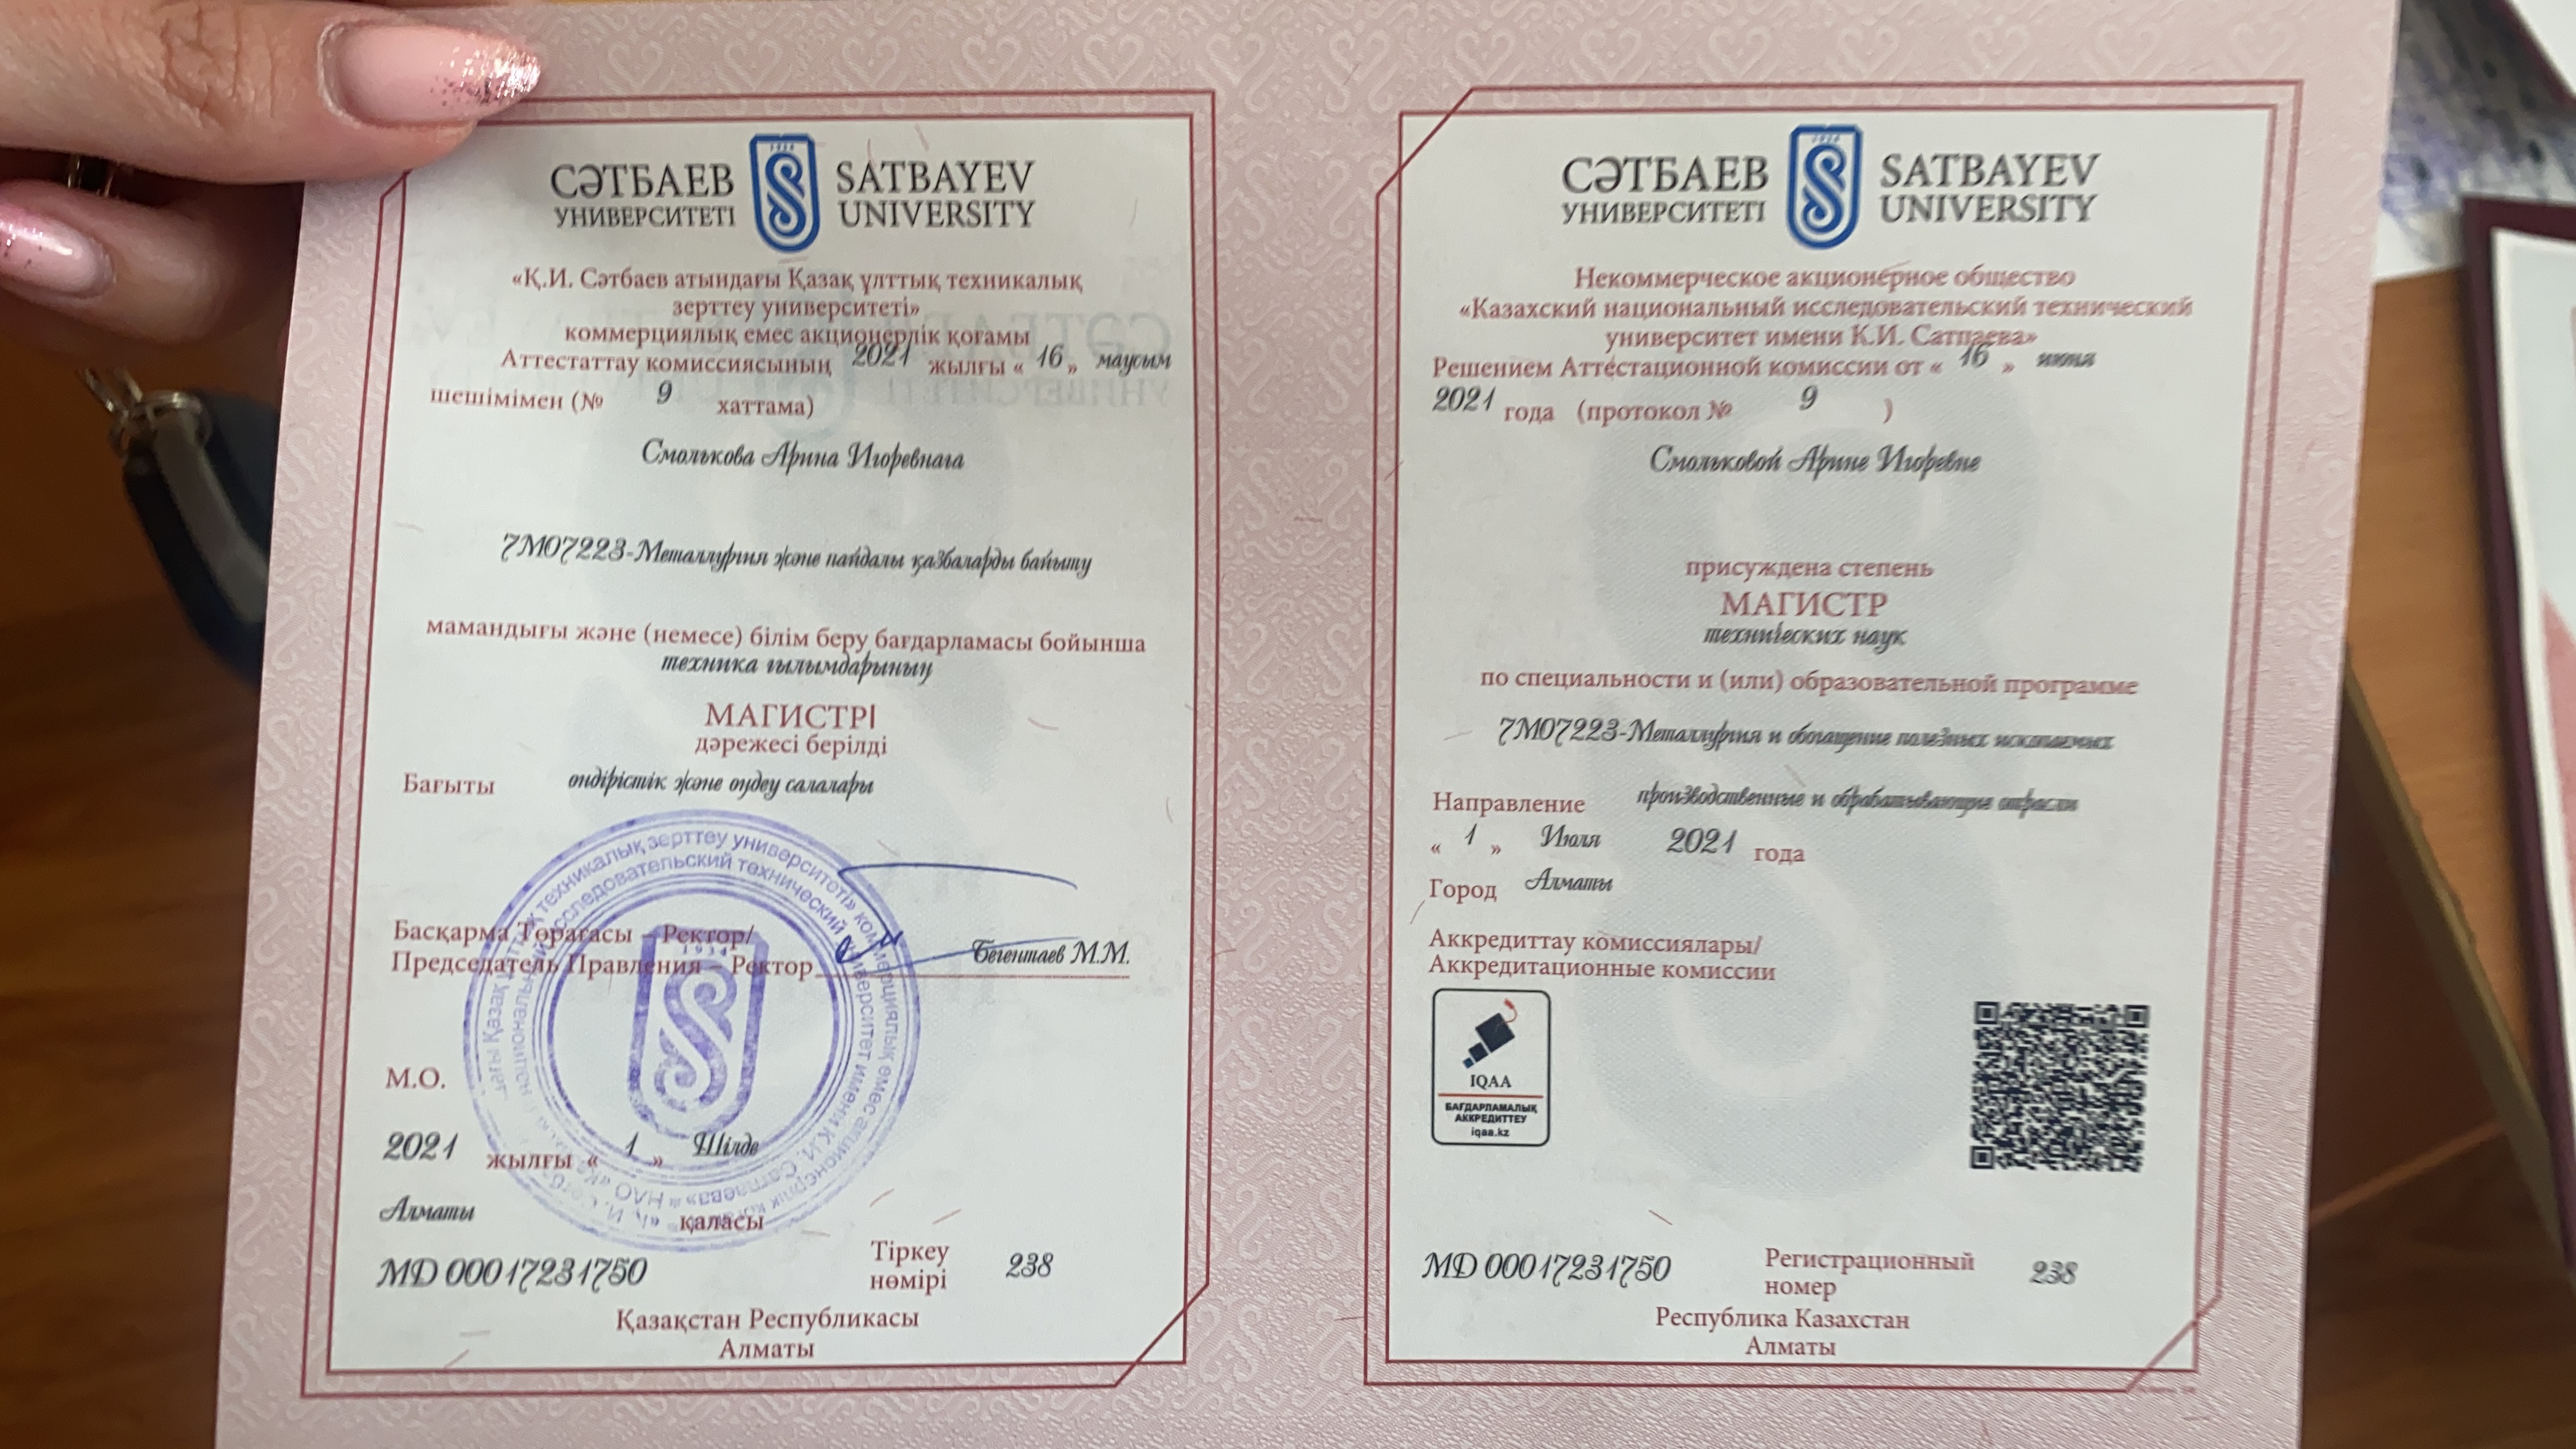 СӘТБАЕВ
УНИВЕРСИТЕТІ
1934
SATBAYEV
UNIVERSITY
«Қ.И. Сәтбаев атындағы Қазақ ұлттық техникалық
зерттеу университеті»
коммерциялық емес акционерлік қоғамы
Аттестаттау комиссиясының 2021 жылғы « 16 » маусым
шешімімен (№ 9 хаттама)
Смолькова Арина Игоревнаға
7М07223-Металлургия және пайдалы қазбаларды байыту
мамандығы және (немесе) білім беру бағдарламасы бойынша
техника ғылымдарының
МАГИСТРІ
дәрежесі берілді
Бағыты өндірістік және өңдеу салалары
Басқарма Төрағасы – Ректор/
Председатель Правления – Ректор Бегентаев М.М.
М.О.
2021 жылғы « 1 » Шілде
Алматы қаласы
MD 00017231750 Тіркеу нөмірі 238
Қазақстан Республикасы
Алматы
СӘТБАЕВ
УНИВЕРСИТЕТІ
1934
SATBAYEV
UNIVERSITY
Некоммерческое акционерное общество
«Казахский национальный исследовательский технический
университет имени К.И. Сатпаева»
Решением Аттестационной комиссии от « 16 » июня
2021 года (протокол № 9 )
Смольковой Арине Игоревне
присуждена степень
МАГИСТР
технических наук
по специальности и (или) образовательной программе
7М07223-Металлургия и обогащение полезных ископаемых
Направление производственные и обрабатывающие отрасли
« 1 » Июля 2021 года
Город Алматы
Аккредиттау комиссиялары/
Аккредитационные комиссии
IQAA
БАҒДАРЛАМАЛЫҚ
АККРЕДИТТЕУ
iqaa.kz
MD 00017231750 Регистрационный номер 238
Республика Казахстан
Алматы